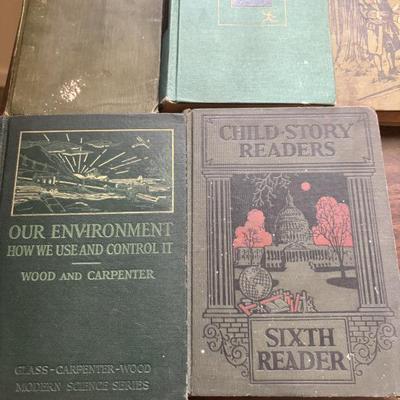 OUR ENVIRONMENT
HOW WE USE AND CONTROL IT
WOOD AND CARPENTER
GLASS-CARPENTER-WOOD
MODERN SCIENCE SERIES
CHILD-STORY
READERS
SIXTH
READER